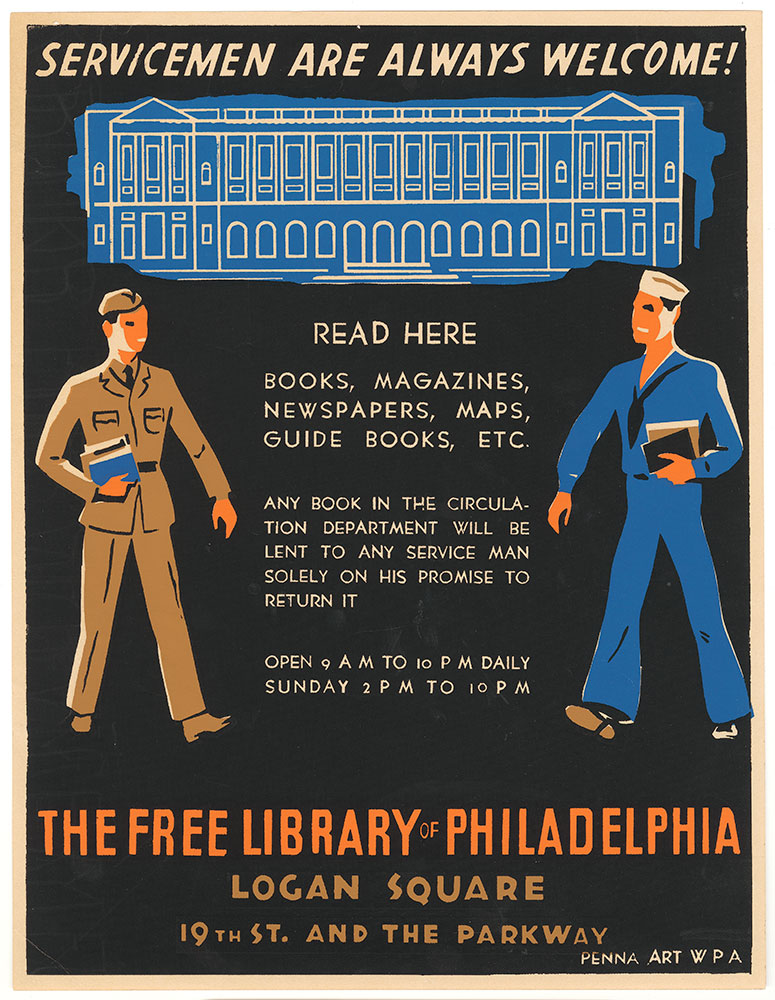 SERVICEMEN ARE ALWAYS WELCOME!
READ HERE
BOOKS, MAGAZINES,
NEWSPAPERS, MAPS,
GUIDE BOOKS, ETC.
ANY BOOK IN THE CIRCULA-
TION DEPARTMENT WILL BE
LENT TO ANY SERVICE MAN
SOLELY ON HIS PROMISE TO
RETURN IT
OPEN 9 A M TO 10 P M DAILY
SUNDAY 2 P M TO 10 P M
THE FREE LIBRARY OF PHILADELPHIA
LOGAN SQUARE
19TH ST. AND THE PARKWAY
PENNA ART W P A